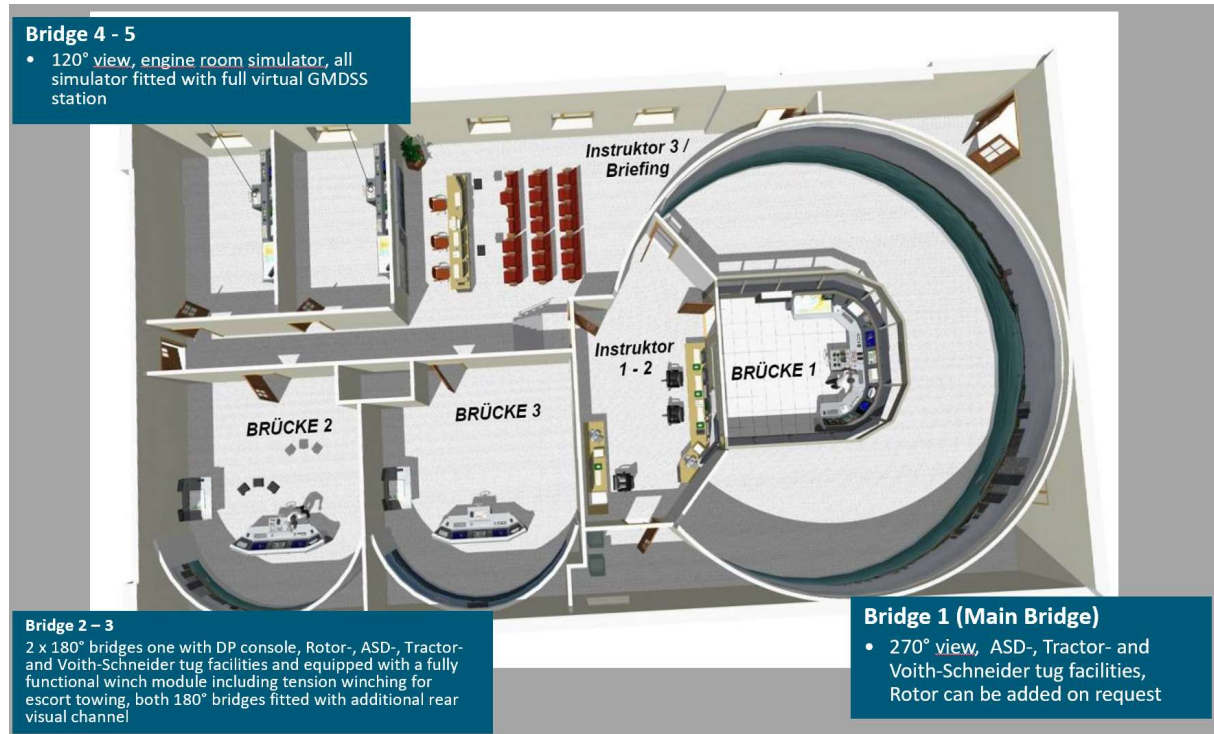 Bridge 4 - 5
• 120° view, engine room simulator, all
simulator fitted with full virtual GMDSS
station
Instruktor 3 /
Briefing
Instruktor
1 - 2
BRÜCKE 1
BRÜCKE 2
BRÜCKE 3
Bridge 2 – 3
2 x 180° bridges one with DP console, Rotor-, ASD-, Tractor-
and Voith-Schneider tug facilities and equipped with a fully
functional winch module including tension winching for
escort towing, both 180° bridges fitted with additional rear
visual channel
Bridge 1 (Main Bridge)
• 270° view,  ASD-, Tractor- and
Voith-Schneider tug facilities,
Rotor can be added on request